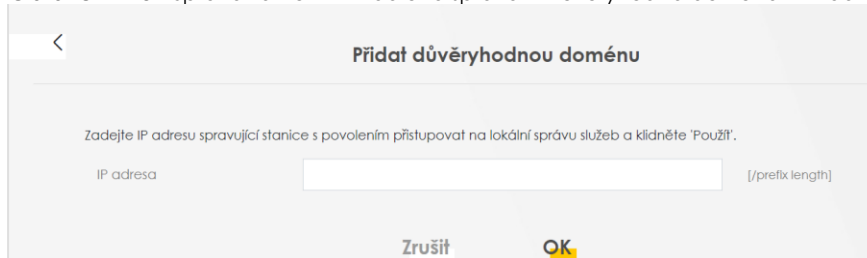 Přidat důvěryhodnou doménu
Zadejte IP adresu spravující stanice s povolením přistupovat na lokální správu služeb a klidněte 'Použít'.
IP adresa
[/prefix length]
Zrušit
OK